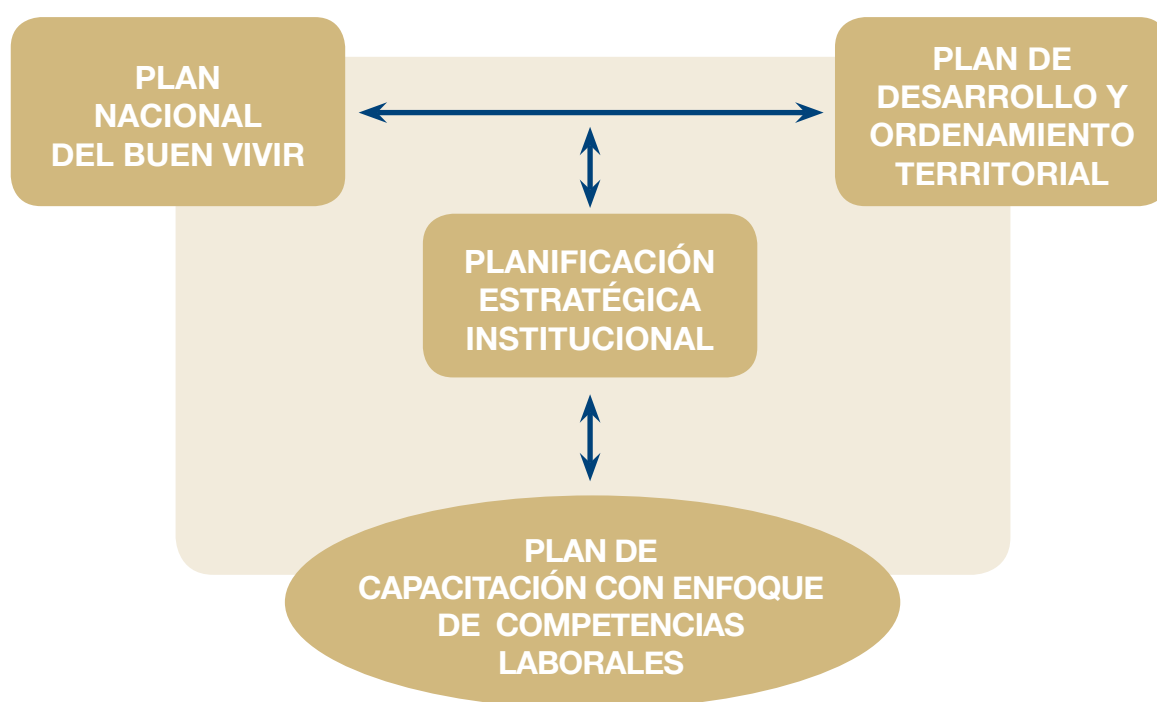 PLAN
NACIONAL
DEL BUEN VIVIR
PLAN DE
DESARROLLO Y
ORDENAMIENTO
TERRITORIAL
PLANIFICACIÓN
ESTRATÉGICA
INSTITUCIONAL
PLAN DE
CAPACITACIÓN CON ENFOQUE
DE COMPETENCIAS
LABORALES